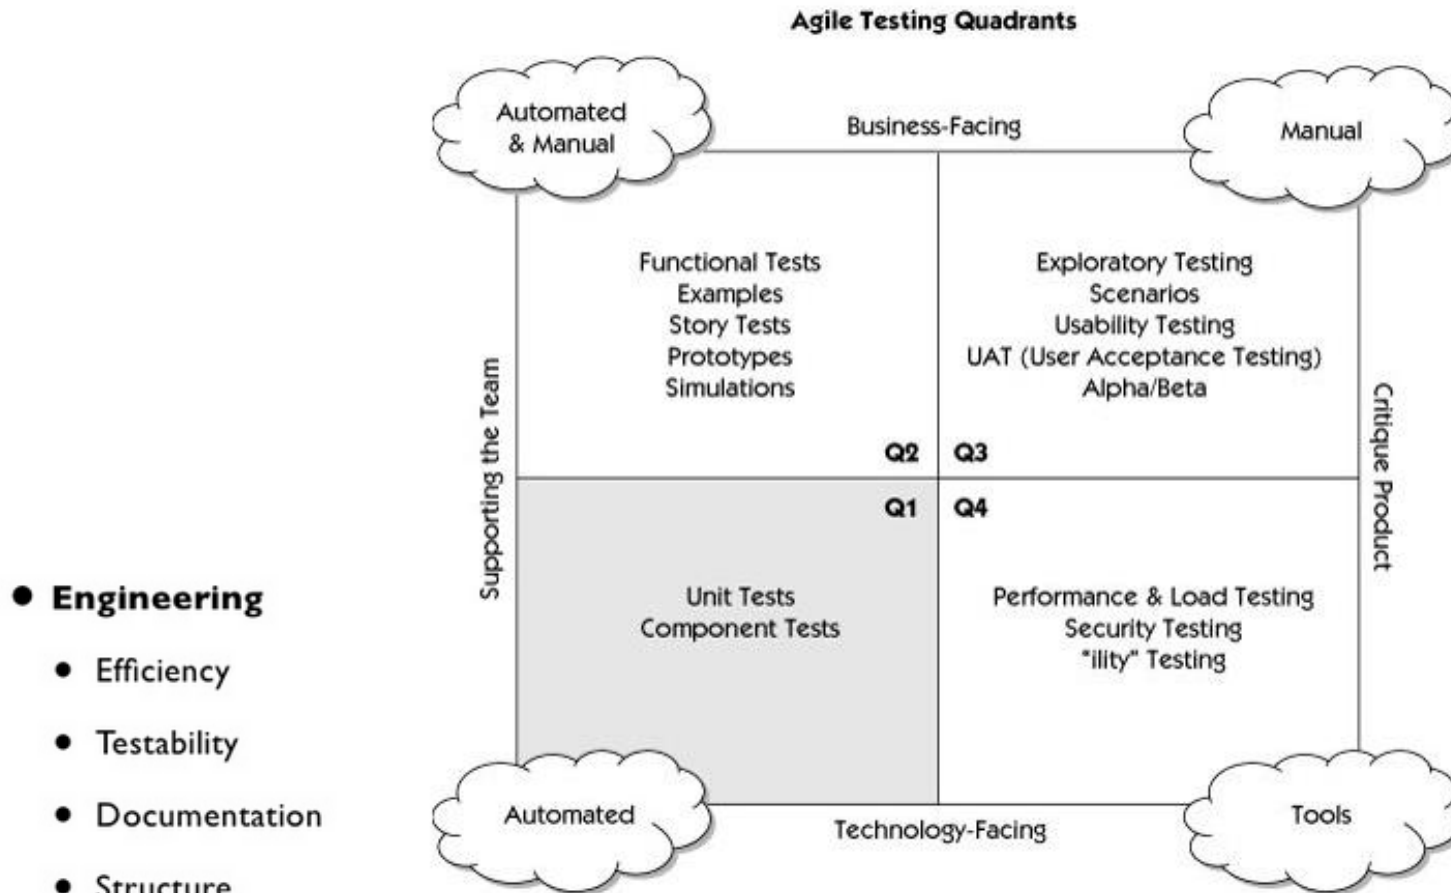 Agile Testing Quadrants
Automated
& Manual
Business-Facing
Manual
Functional Tests
Examples
Story Tests
Prototypes
Simulations
Exploratory Testing
Scenarios
Usability Testing
UAT (User Acceptance Testing)
Alpha/Beta
Supporting the Team
Critique Product
Q2
Q3
Q1
Q4
Unit Tests
Component Tests
Performance & Load Testing
Security Testing
"ility" Testing
Automated
Technology-Facing
Tools
• Engineering
• Efficiency
• Testability
• Documentation
• Structure